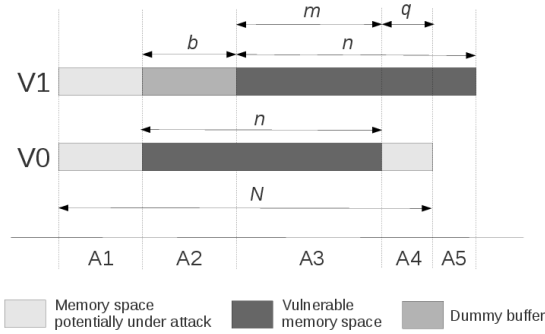 m
q
b
n
V1
n
V0
N
A1 A2 A3 A4 A5
Memory space
potentially under attack
Vulnerable
memory space
Dummy buffer